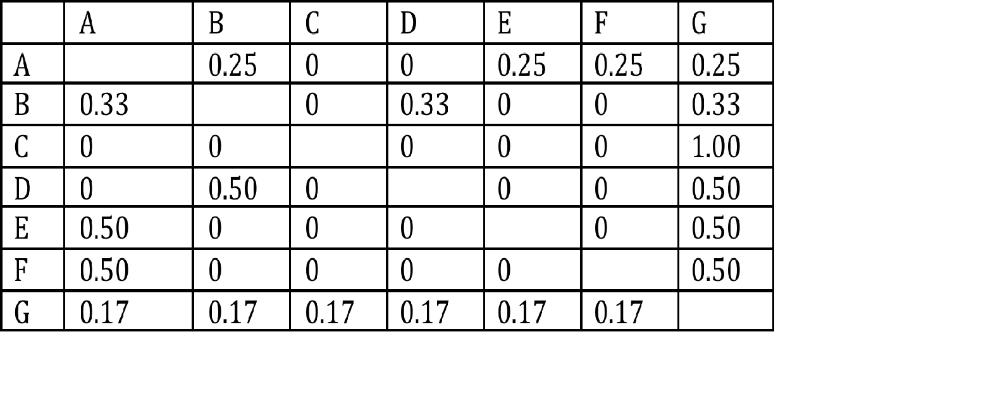 A B C D E F G
A 0.25 0 0 0.25 0.25 0.25
B 0.33 0 0.33 0 0 0.33
C 0 0 0 0 0 1.00
D 0 0.50 0 0 0 0.50
E 0.50 0 0 0 0 0.50
F 0.50 0 0 0 0 0.50
G 0.17 0.17 0.17 0.17 0.17 0.17